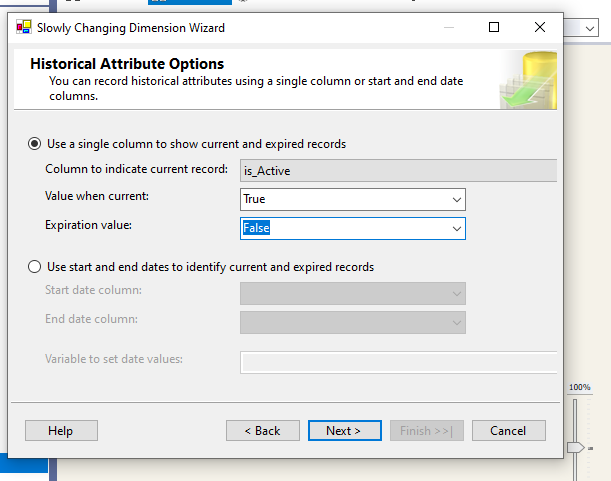 Slowly Changing Dimension Wizard
Historical Attribute Options
You can record historical attributes using a single column or start and end date
columns.
Use a single column to show current and expired records
Column to indicate current record:
is_Active
Value when current:
True
Expiration value:
False
Use start and end dates to identify current and expired records
Start date column:
End date column:
Variable to set date values:
Help
< Back
Next >
Finish >>|
Cancel
100%